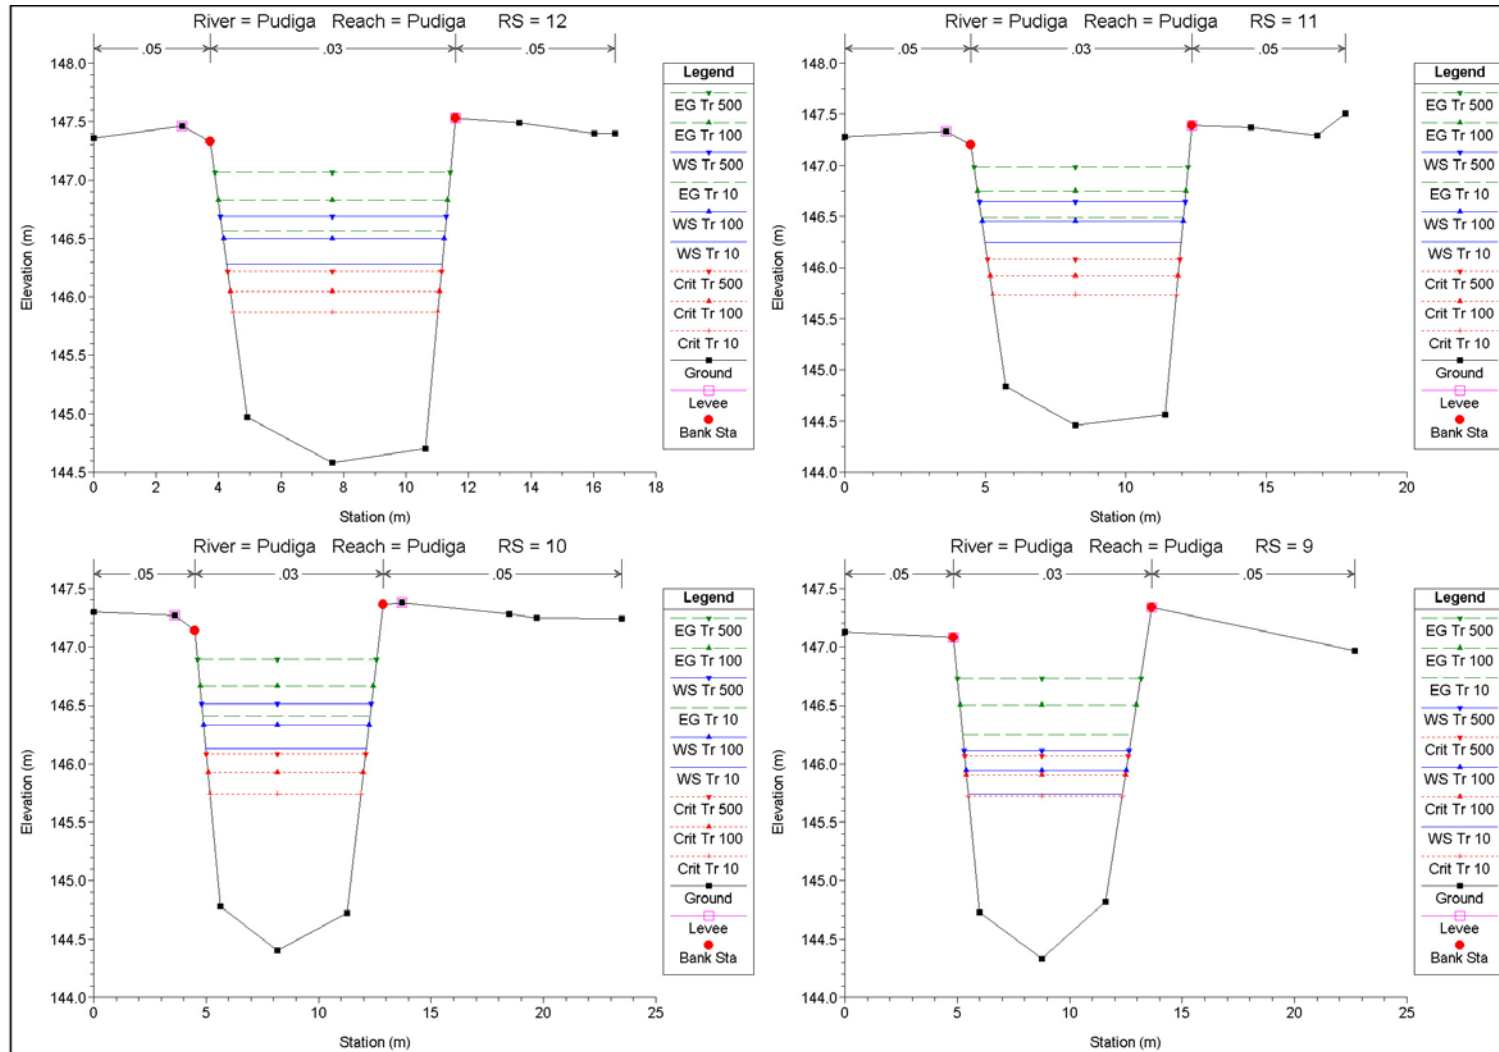 River = Pudiga Reach = Pudiga RS = 12
.05 .03 .05
148.0
147.5
147.0
146.5
146.0
145.5
145.0
144.5
Elevation (m)
0 2 4 6 8 10 12 14 16 18
Station (m)
Legend
EG Tr 500
EG Tr 100
WS Tr 500
EG Tr 10
WS Tr 100
WS Tr 10
Crit Tr 500
Crit Tr 100
Crit Tr 10
Ground
Levee
Bank Sta
River = Pudiga Reach = Pudiga RS = 11
.05 .03 .05
148.0
147.5
147.0
146.5
146.0
145.5
145.0
144.5
144.0
Elevation (m)
0 5 10 15 20
Station (m)
Legend
EG Tr 500
EG Tr 100
WS Tr 500
EG Tr 10
WS Tr 100
WS Tr 10
Crit Tr 500
Crit Tr 100
Crit Tr 10
Ground
Levee
Bank Sta
River = Pudiga Reach = Pudiga RS = 10
.05 .03 .05
147.5
147.0
146.5
146.0
145.5
145.0
144.5
144.0
Elevation (m)
0 5 10 15 20 25
Station (m)
Legend
EG Tr 500
EG Tr 100
WS Tr 500
EG Tr 10
WS Tr 100
WS Tr 10
Crit Tr 500
Crit Tr 100
Crit Tr 10
Ground
Levee
Bank Sta
River = Pudiga Reach = Pudiga RS = 9
.05 .03 .05
147.5
147.0
146.5
146.0
145.5
145.0
144.5
144.0
Elevation (m)
0 5 10 15 20 25
Station (m)
Legend
EG Tr 500
EG Tr 100
EG Tr 10
WS Tr 500
Crit Tr 500
WS Tr 100
Crit Tr 100
WS Tr 10
Crit Tr 10
Ground
Levee
Bank Sta